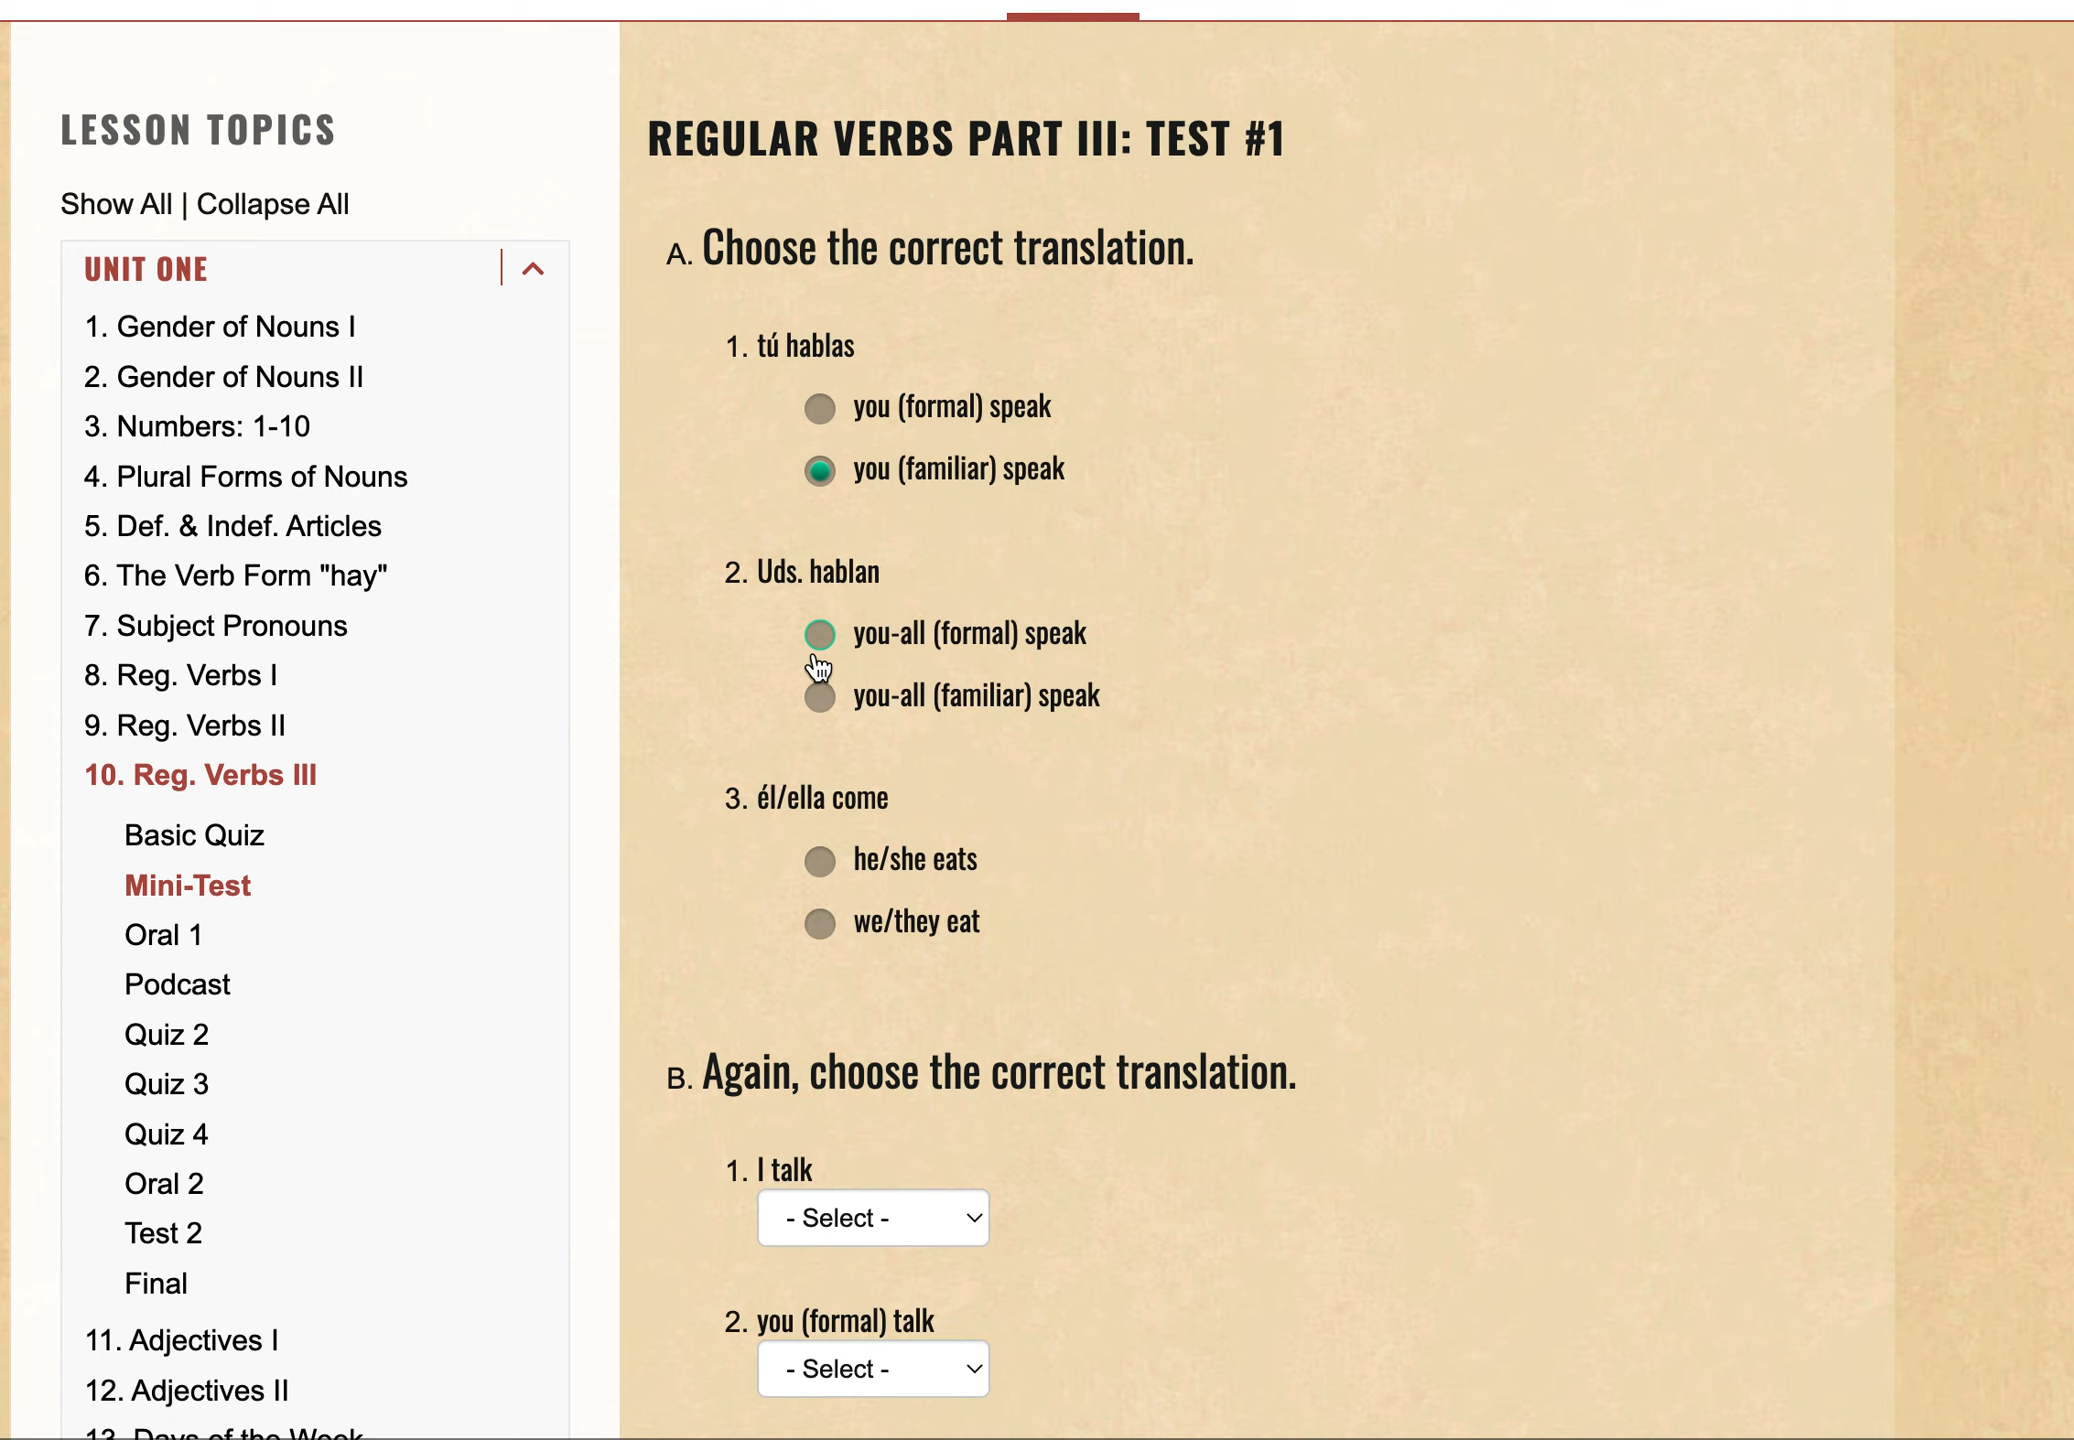 LESSON TOPICS
Show All | Collapse All
UNIT ONE
1. Gender of Nouns I
2. Gender of Nouns II
3. Numbers: 1-10
4. Plural Forms of Nouns
5. Def. & Indef. Articles
6. The Verb Form "hay"
7. Subject Pronouns
8. Reg. Verbs I
9. Reg. Verbs II
10. Reg. Verbs III
Basic Quiz
Mini-Test
Oral 1
Podcast
Quiz 2
Quiz 3
Quiz 4
Oral 2
Test 2
Final
11. Adjectives I
12. Adjectives II
13. Days of the Week
REGULAR VERBS PART III: TEST #1
A. Choose the correct translation.
1. tú hablas
you (formal) speak
you (familiar) speak
2. Uds. hablan
you-all (formal) speak
you-all (familiar) speak
3. él/ella come
he/she eats
we/they eat
B. Again, choose the correct translation.
1. I talk
- Select -
2. you (formal) talk
- Select -